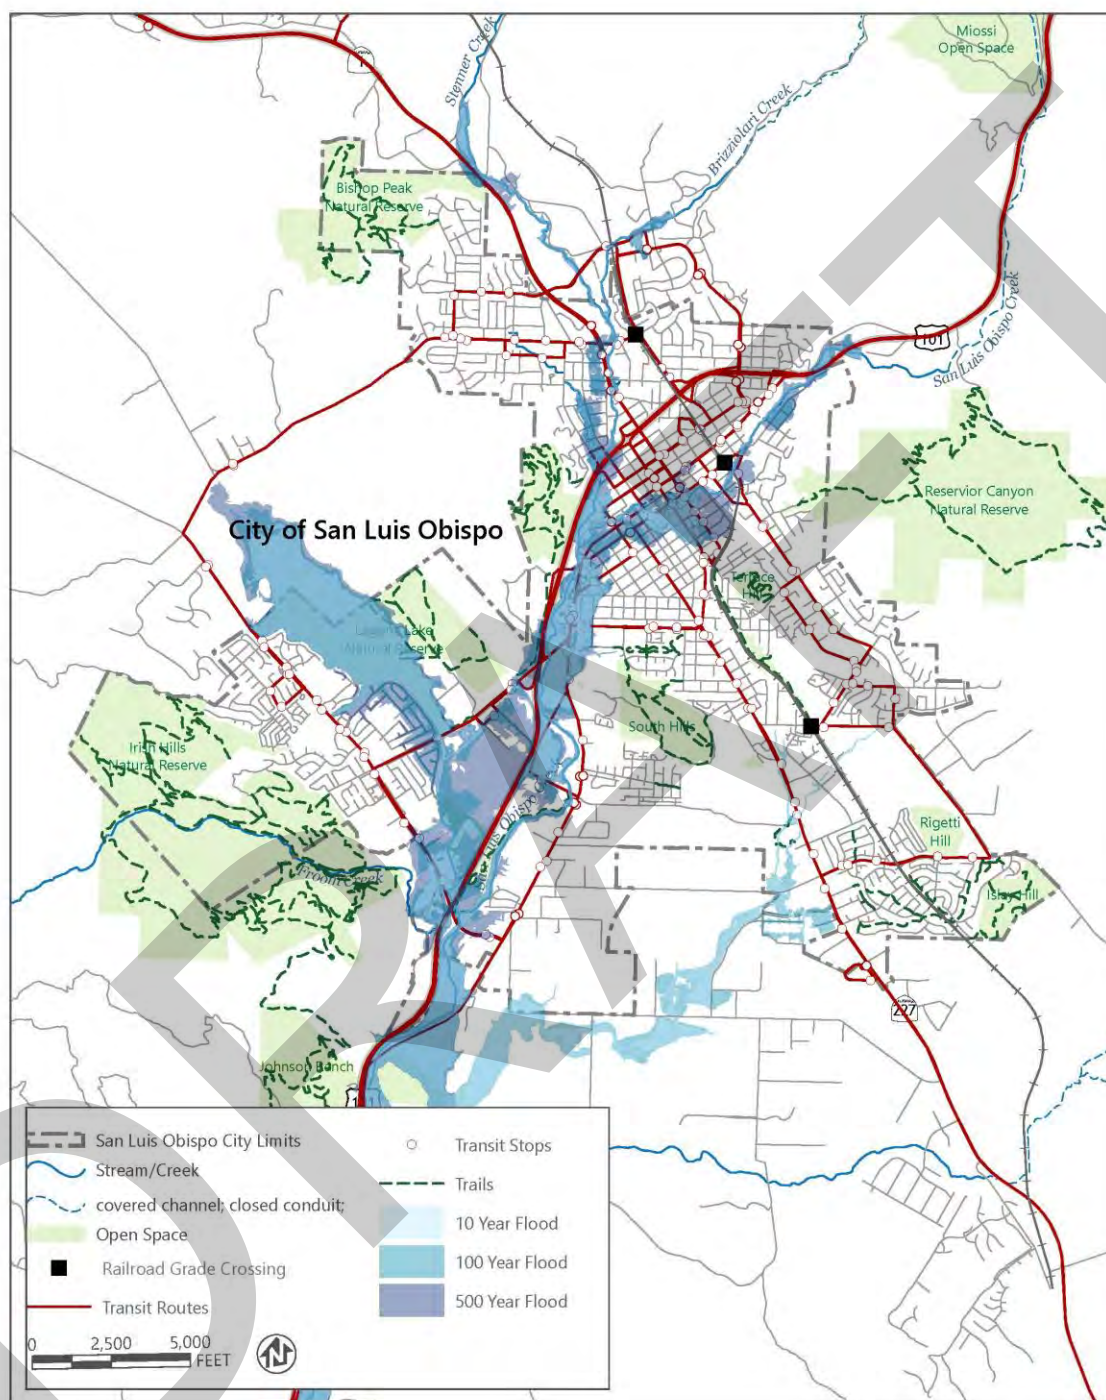 Miossi
Open Space
Stenner Creek
1
Brizziolari Creek
Bishop Peak
Natural Reserve
San Luis Obispo Creek
101
Reservior Canyon
Natural Reserve
City of San Luis Obispo
Terrace
Lake
Natural Reserve
South Hills
Irish Hills
Natural Reserve
San Luis Obispo
Rigetti
Hill
Froom Creek
Islay Hill
227
Johnson Ranch
101
San Luis Obispo City Limits
Stream/Creek
covered channel; closed conduit;
Open Space
Railroad Grade Crossing
Transit Routes
0 2,500 5,000
FEET
N
Transit Stops
Trails
10 Year Flood
100 Year Flood
500 Year Flood
DRAFT